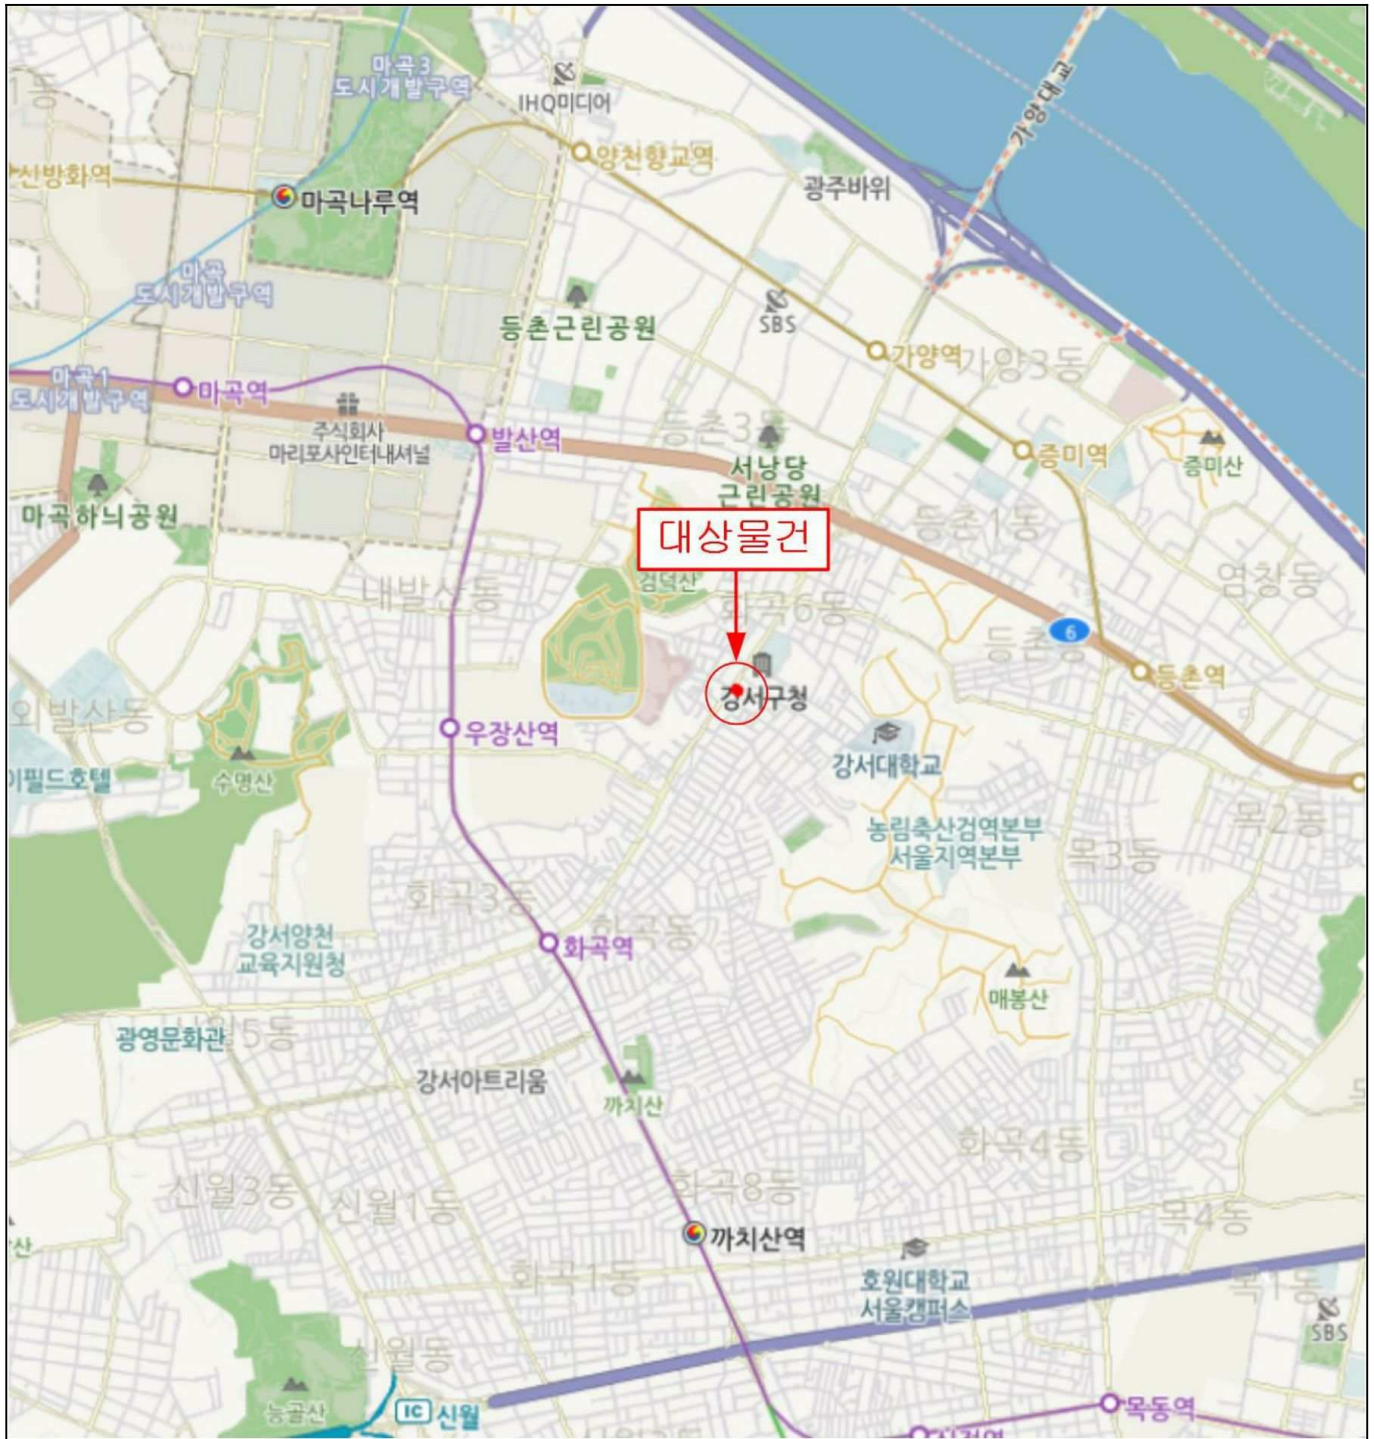 마곡3
도시개발구역
IHQ미디어
가양대교
신방화역
마곡나루역
양천향교역
광주바위
마곡
도시개발구역
등촌근린공원
SBS
가양역
가양3동
마곡1
도시개발구역
마곡역
주식회사
마리포사인터내셔널
발산역
등촌3동
서낭당
근린공원
증미역
증미산
마곡하늬공원
대상물건
등촌1동
내발산동
검덕산
화곡6동
염창동
6
등촌
등촌역
외발산동
강서구청
우장산역
수명산
이필드호텔
강서대학교
농림축산검역본부
서울지역본부
목2동
목3동
화곡3동
화곡동
화곡역
강서양천
교육지원청
매봉산
광영문화관
5동
강서아트리움
까치산
화곡4동
신월3동
신월1동
화곡8동
목4동
산
까치산역
화곡1동
호원대학교
서울캠퍼스
목1동
SBS
신월동
능골산
IC 신월
목동역